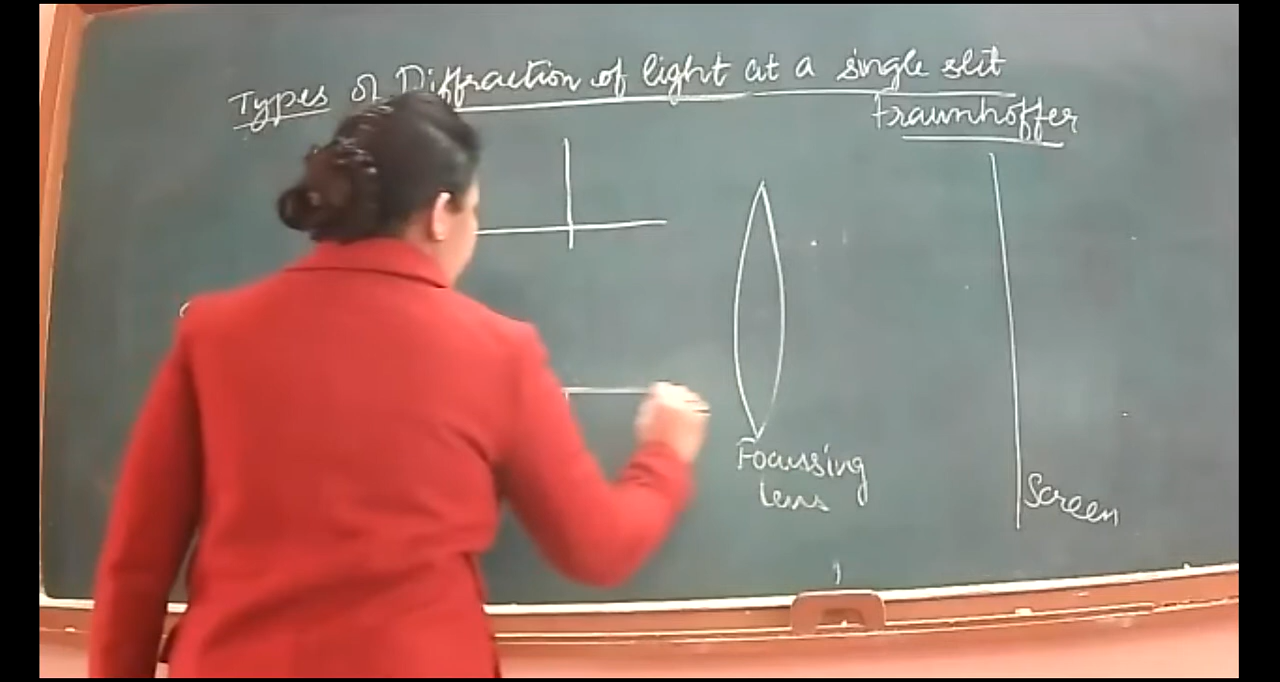 Types of Diffraction of light at a single slit
Fraunhoffer
Focussing
lens
Screen